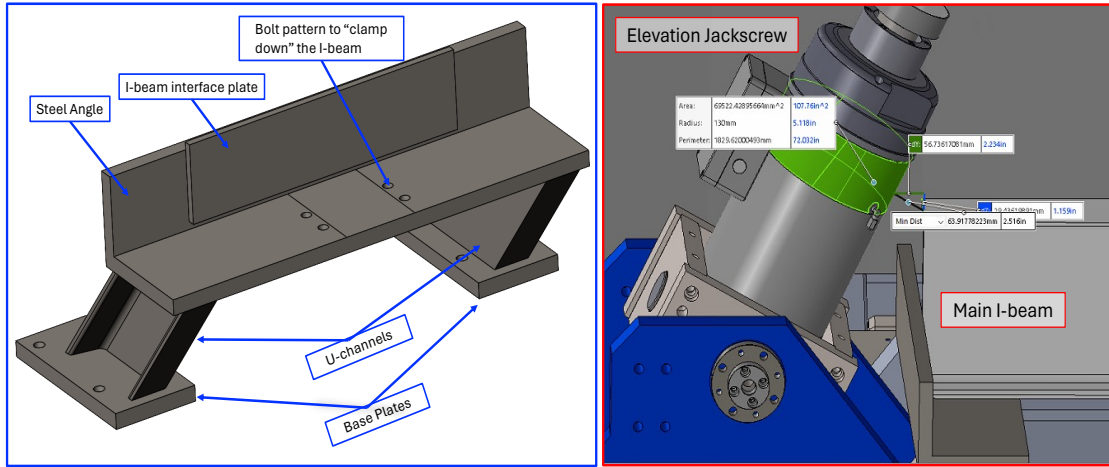 Bolt pattern to “clamp
down” the I-beam
I-beam interface plate
Steel Angle
U-channels
Base Plates
Elevation Jackscrew
Area: 69522.42895664mm^2 107.76in^2
Radius: 130mm 5.118in
Perimeter: 1829.62000493mm 72.032in
dY: 56.73617081mm 2.234in
1.159in
Min Dist 63.91778223mm 2.516in
Main I-beam